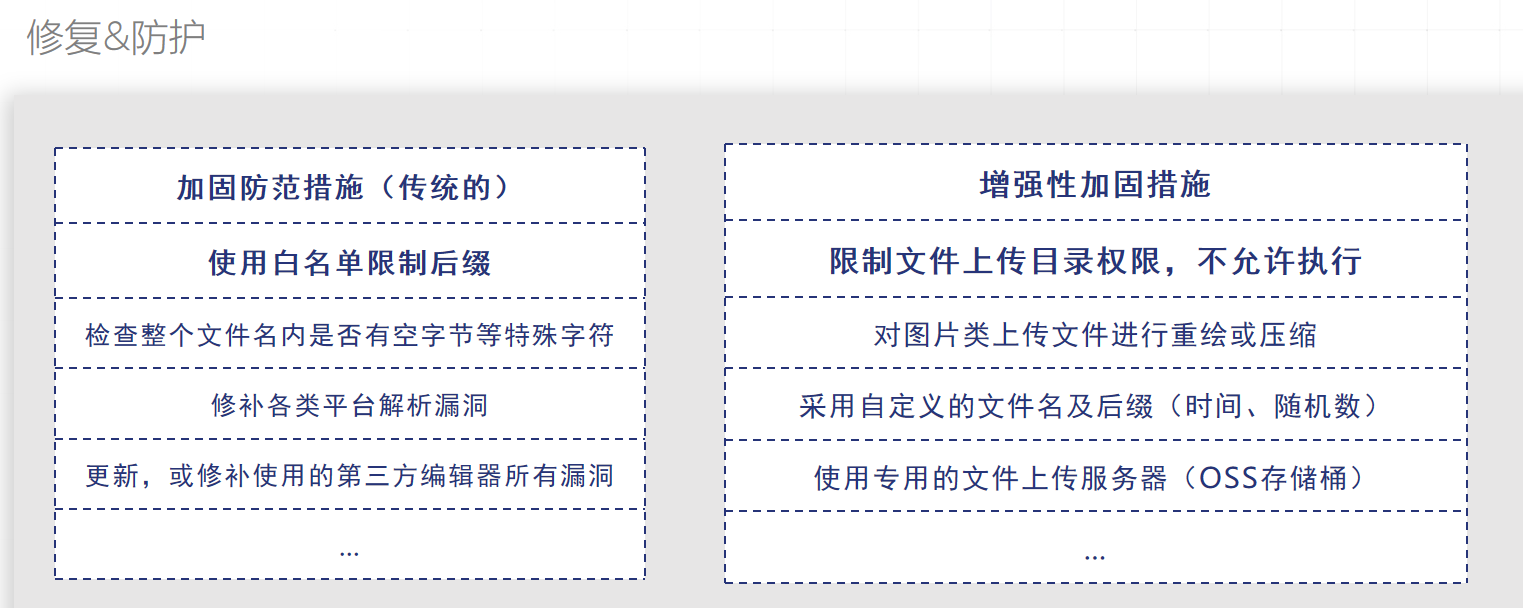 修复&防护
加固防范措施（传统的）
使用白名单限制后缀
检查整个文件名内是否有空字节等特殊字符
修补各类平台解析漏洞
更新，或修补使用的第三方编辑器所有漏洞
...
增强性加固措施
限制文件上传目录权限，不允许执行
对图片类上传文件进行重绘或压缩
采用自定义的文件名及后缀（时间、随机数）
使用专用的文件上传服务器（OSS存储桶）
...